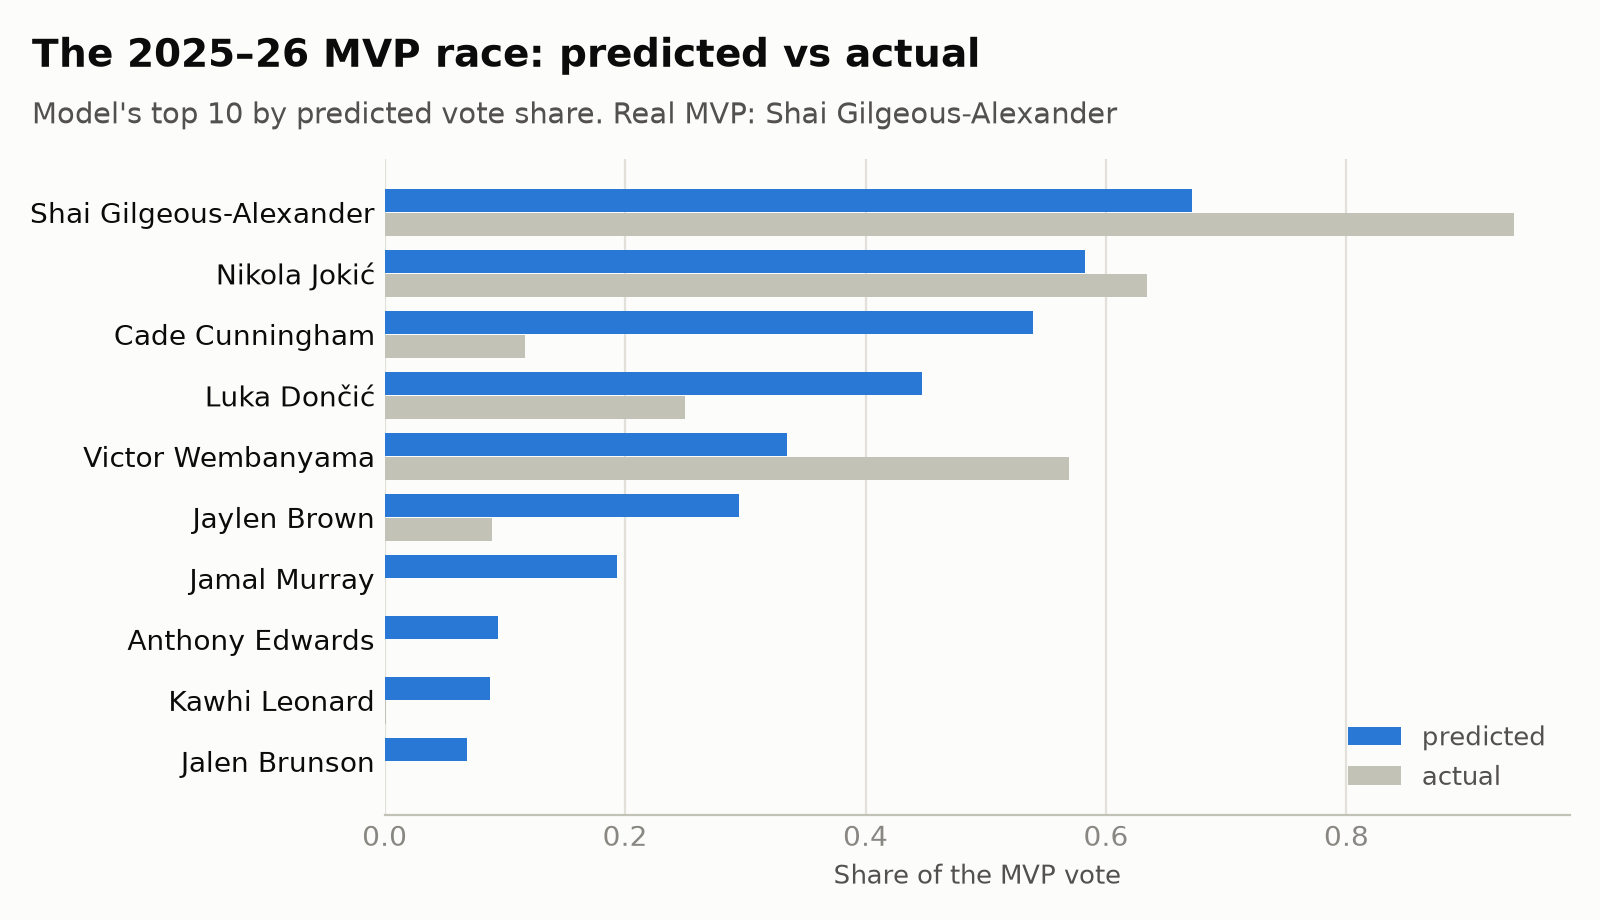 The 2025–26 MVP race: predicted vs actual
Model's top 10 by predicted vote share. Real MVP: Shai Gilgeous-Alexander
Shai Gilgeous-Alexander
Nikola Jokić
Cade Cunningham
Luka Dončić
Victor Wembanyama
Jaylen Brown
Jamal Murray
Anthony Edwards
Kawhi Leonard
Jalen Brunson
predicted
actual
0.0 0.2 0.4 0.6 0.8
Share of the MVP vote